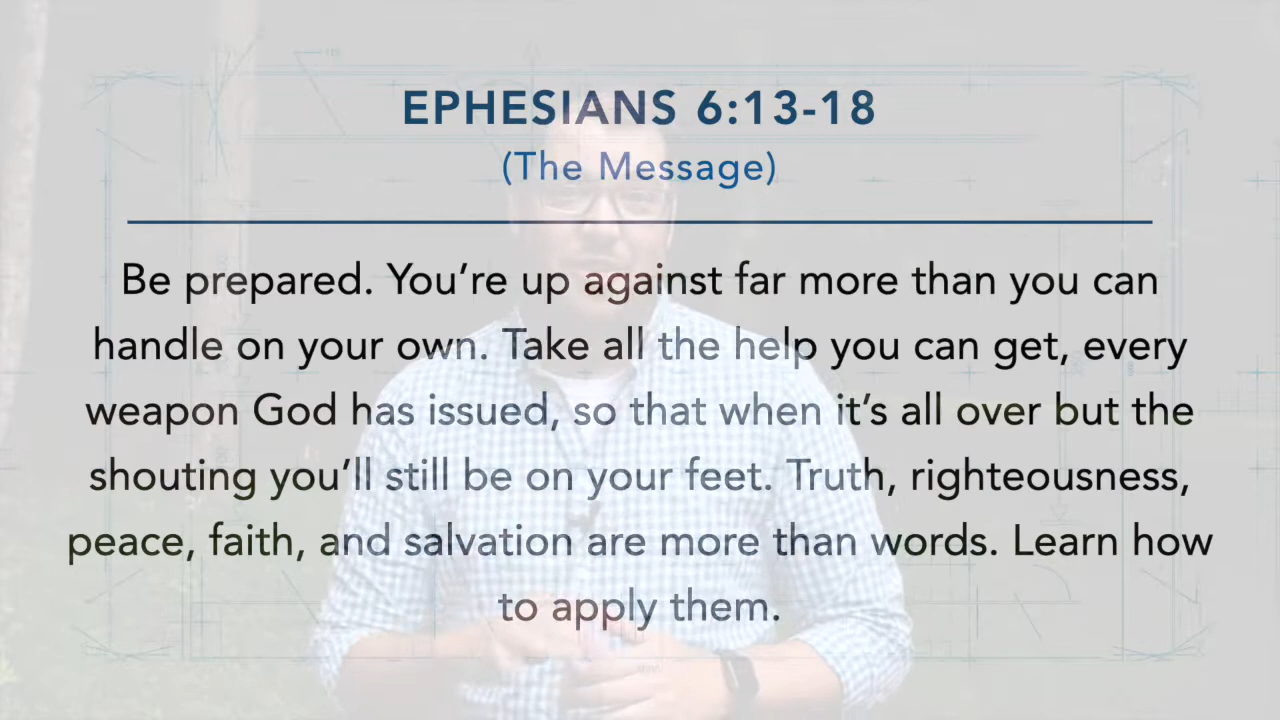 EPHESIANS 6:13-18
(The Message)
Be prepared. You’re up against far more than you can
handle on your own. Take all the help you can get, every
weapon God has issued, so that when it’s all over but the
shouting you’ll still be on your feet. Truth, righteousness,
peace, faith, and salvation are more than words. Learn how
to apply them.